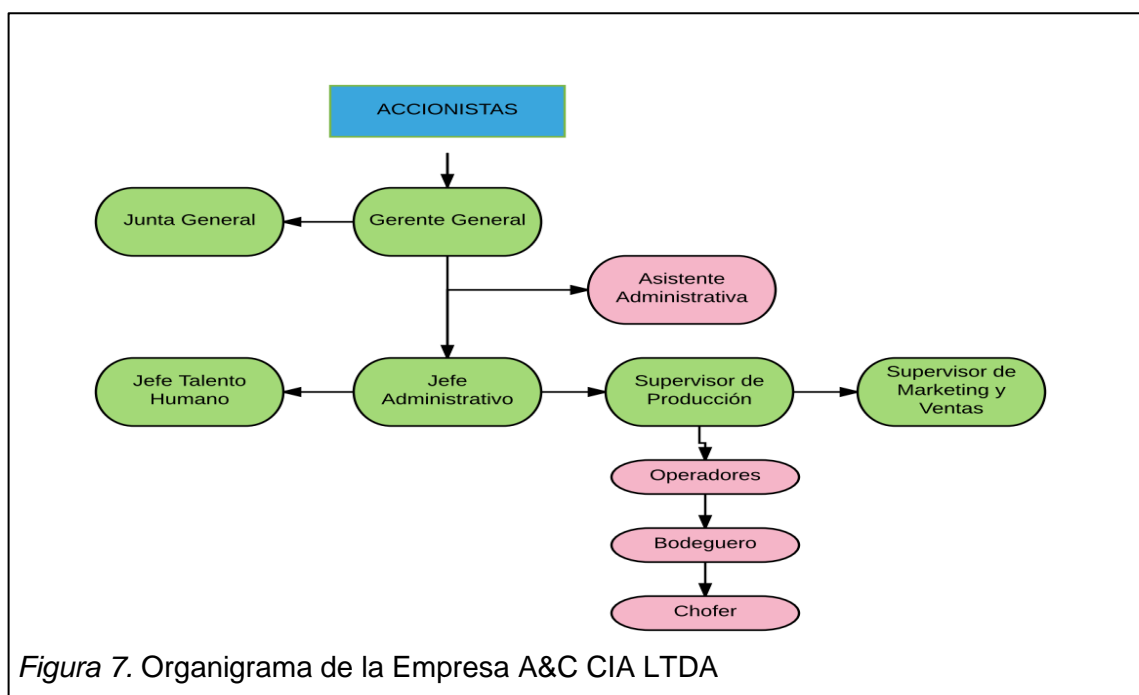 ACCIONISTAS
Junta General
Gerente General
Asistente
Administrativa
Jefe Talento
Humano
Jefe
Administrativo
Supervisor de
Producción
Supervisor de
Marketing y
Ventas
Operadores
Bodeguero
Chofer
Figura 7. Organigrama de la Empresa A&C CIA LTDA